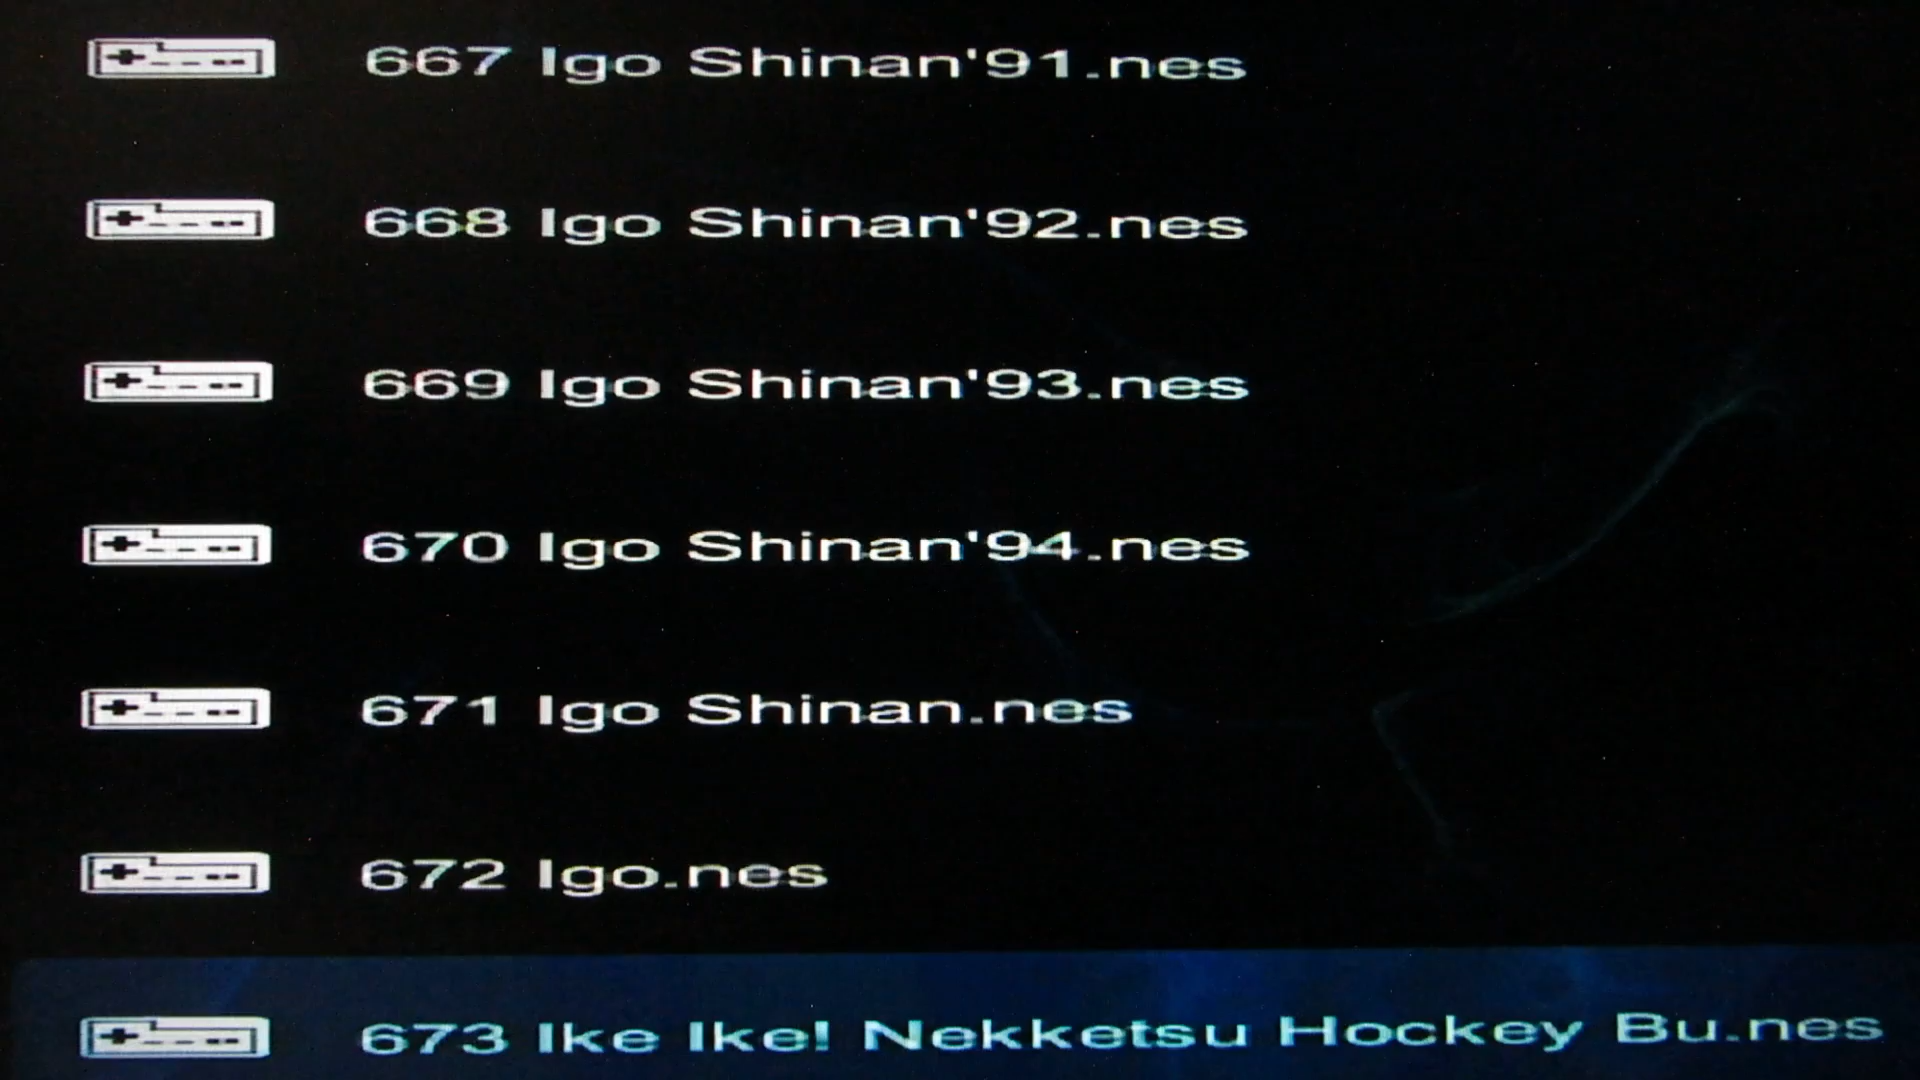 667 Igo Shinan'91.nes
668 Igo Shinan'92.nes
669 Igo Shinan'93.nes
670 Igo Shinan'94.nes
671 Igo Shinan.nes
672 Igo.nes
673 Ike Ike! Nekketsu Hockey Bu.nes